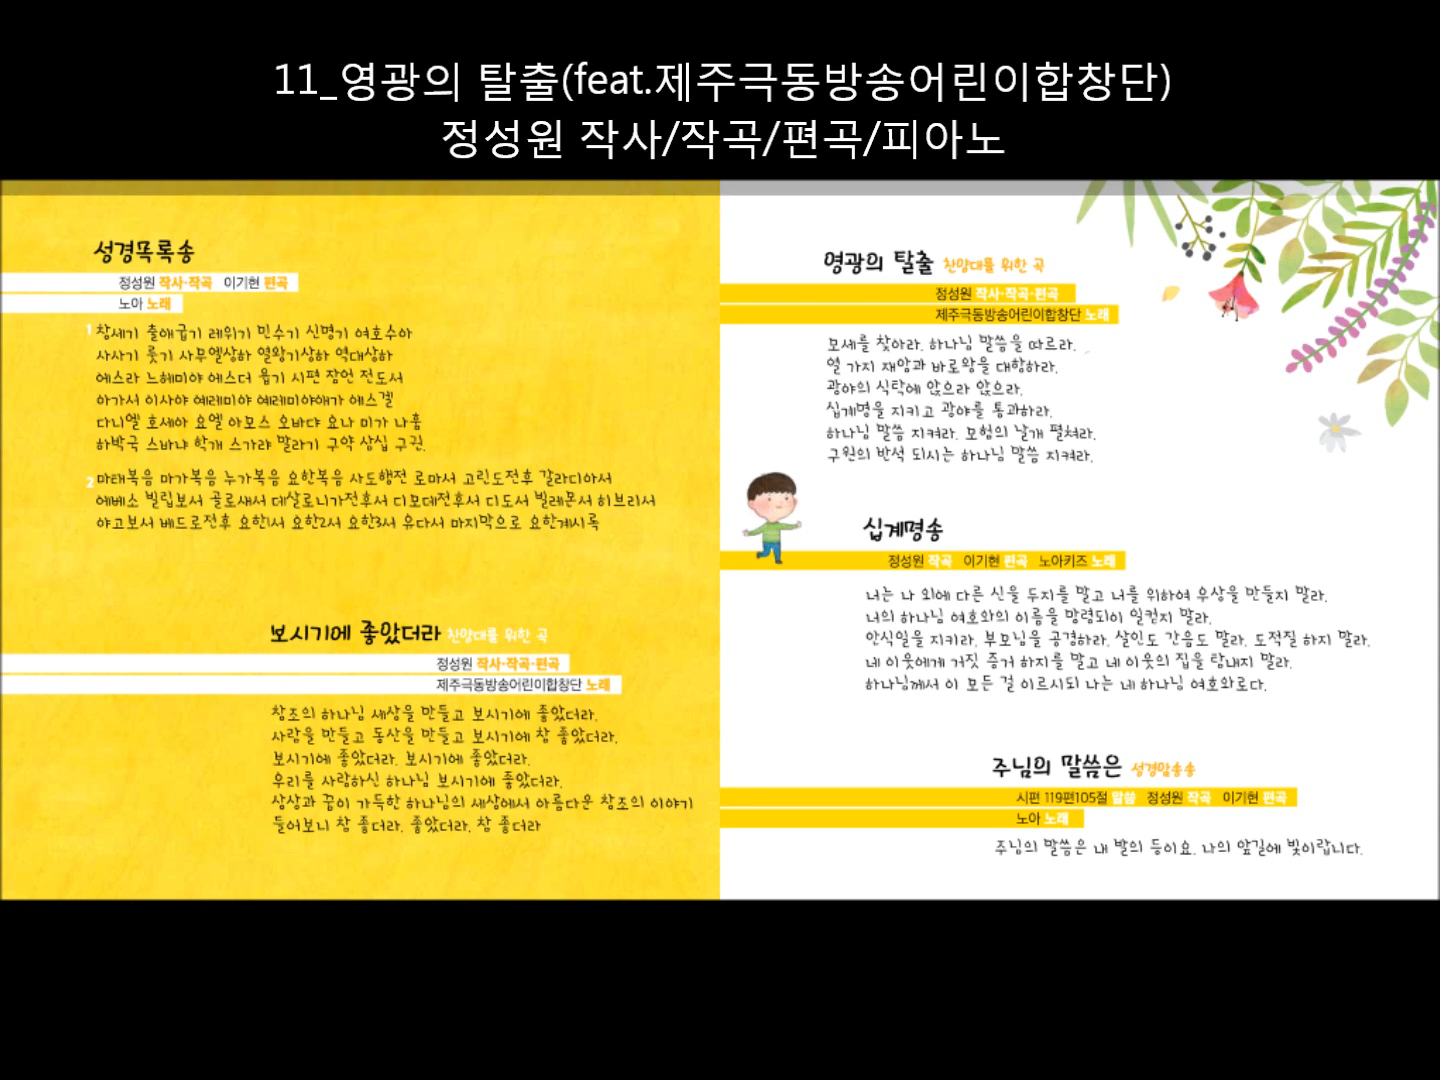 11_영광의 탈출(feat.제주극동방송어린이합창단)
정성원 작사/작곡/편곡/피아노
성경목록송
정성원 작사·작곡 이기현 편곡
노아 노래
1 창세기 출애굽기 레위기 민수기 신명기 여호수아
사사기 룻기 사무엘상하 열왕기상하 역대상하
에스라 느헤미야 에스더 욥기 시편 잠언 전도서
아가서 이사야 예레미야 예레미야애가 에스겔
다니엘 호세아 요엘 아모스 오바댜 요나 미가 나훔
하박국 스바냐 학개 스가랴 말라기 구약 삼십 구권.
2 마태복음 마가복음 누가복음 요한복음 사도행전 로마서 고린도전후 갈라디아서
에베소 빌립보서 골로새서 데살로니가전후서 디모데전후서 디도서 빌레몬서 히브리서
야고보서 베드로전후 요한1서 요한2서 요한3서 유다서 마지막으로 요한계시록
보시기에 좋았더라 찬양대를 위한 곡
정성원 작사·작곡·편곡
제주극동방송어린이합창단 노래
창조의 하나님 세상을 만들고 보시기에 좋았더라.
사람을 만들고 동산을 만들고 보시기에 참 좋았더라.
보시기에 좋았더라. 보시기에 좋았더라.
우리를 사랑하신 하나님 보시기에 좋았더라.
상상과 꿈이 가득한 하나님의 세상에서 아름다운 창조의 이야기
들어보니 참 좋더라. 좋았더라. 참 좋더라
영광의 탈출 찬양대를 위한 곡
정성원 작사·작곡·편곡
제주극동방송어린이합창단 노래
모세를 찾아라. 하나님 말씀을 따르라.
열 가지 재앙과 바로왕을 대항하라.
광야의 식탁에 앉으라 앉으라.
십계명을 지키고 광야를 통과하라.
하나님 말씀 지켜라. 모험의 날개 펼쳐라.
구원의 반석 되시는 하나님 말씀 지켜라.
십계명송
정성원 작곡 이기현 편곡 노아키즈 노래
너는 나 외에 다른 신을 두지를 말고 너를 위하여 우상을 만들지 말라.
너의 하나님 여호와의 이름을 망령되이 일컫지 말라.
안식일을 지키라. 부모님을 공경하라. 살인도 간음도 말라. 도적질 하지 말라.
네 이웃에게 거짓 증거 하지를 말고 네 이웃의 집을 탐내지 말라.
하나님께서 이 모든 걸 이르시되 나는 네 하나님 여호와로다.
주님의 말씀은 성경암송송
시편 119편105절 말씀 정성원 작곡 이기현 편곡
노아 노래
주님의 말씀은 내 발의 등이요. 나의 앞길에 빛이랍니다.